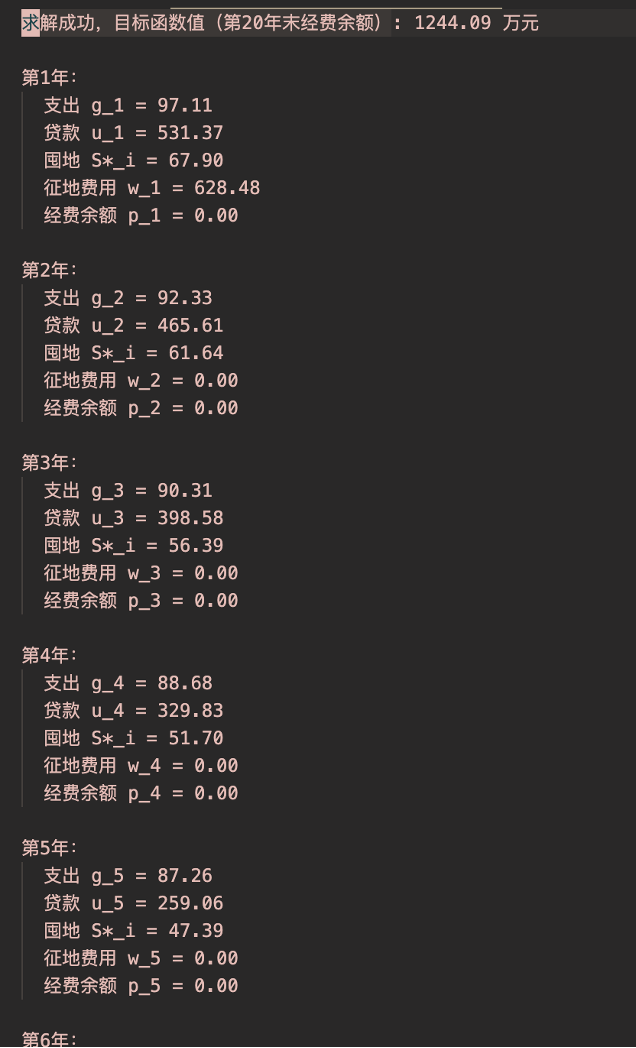 求解成功，目标函数值（第20年末经费余额）: 1244.09 万元
第1年:
支出 g_1 = 97.11
贷款 u_1 = 531.37
囤地 S*_i = 67.90
征地费用 w_1 = 628.48
经费余额 p_1 = 0.00
第2年:
支出 g_2 = 92.33
贷款 u_2 = 465.61
囤地 S*_i = 61.64
征地费用 w_2 = 0.00
经费余额 p_2 = 0.00
第3年:
支出 g_3 = 90.31
贷款 u_3 = 398.58
囤地 S*_i = 56.39
征地费用 w_3 = 0.00
经费余额 p_3 = 0.00
第4年:
支出 g_4 = 88.68
贷款 u_4 = 329.83
囤地 S*_i = 51.70
征地费用 w_4 = 0.00
经费余额 p_4 = 0.00
第5年:
支出 g_5 = 87.26
贷款 u_5 = 259.06
囤地 S*_i = 47.39
征地费用 w_5 = 0.00
经费余额 p_5 = 0.00
第6年: